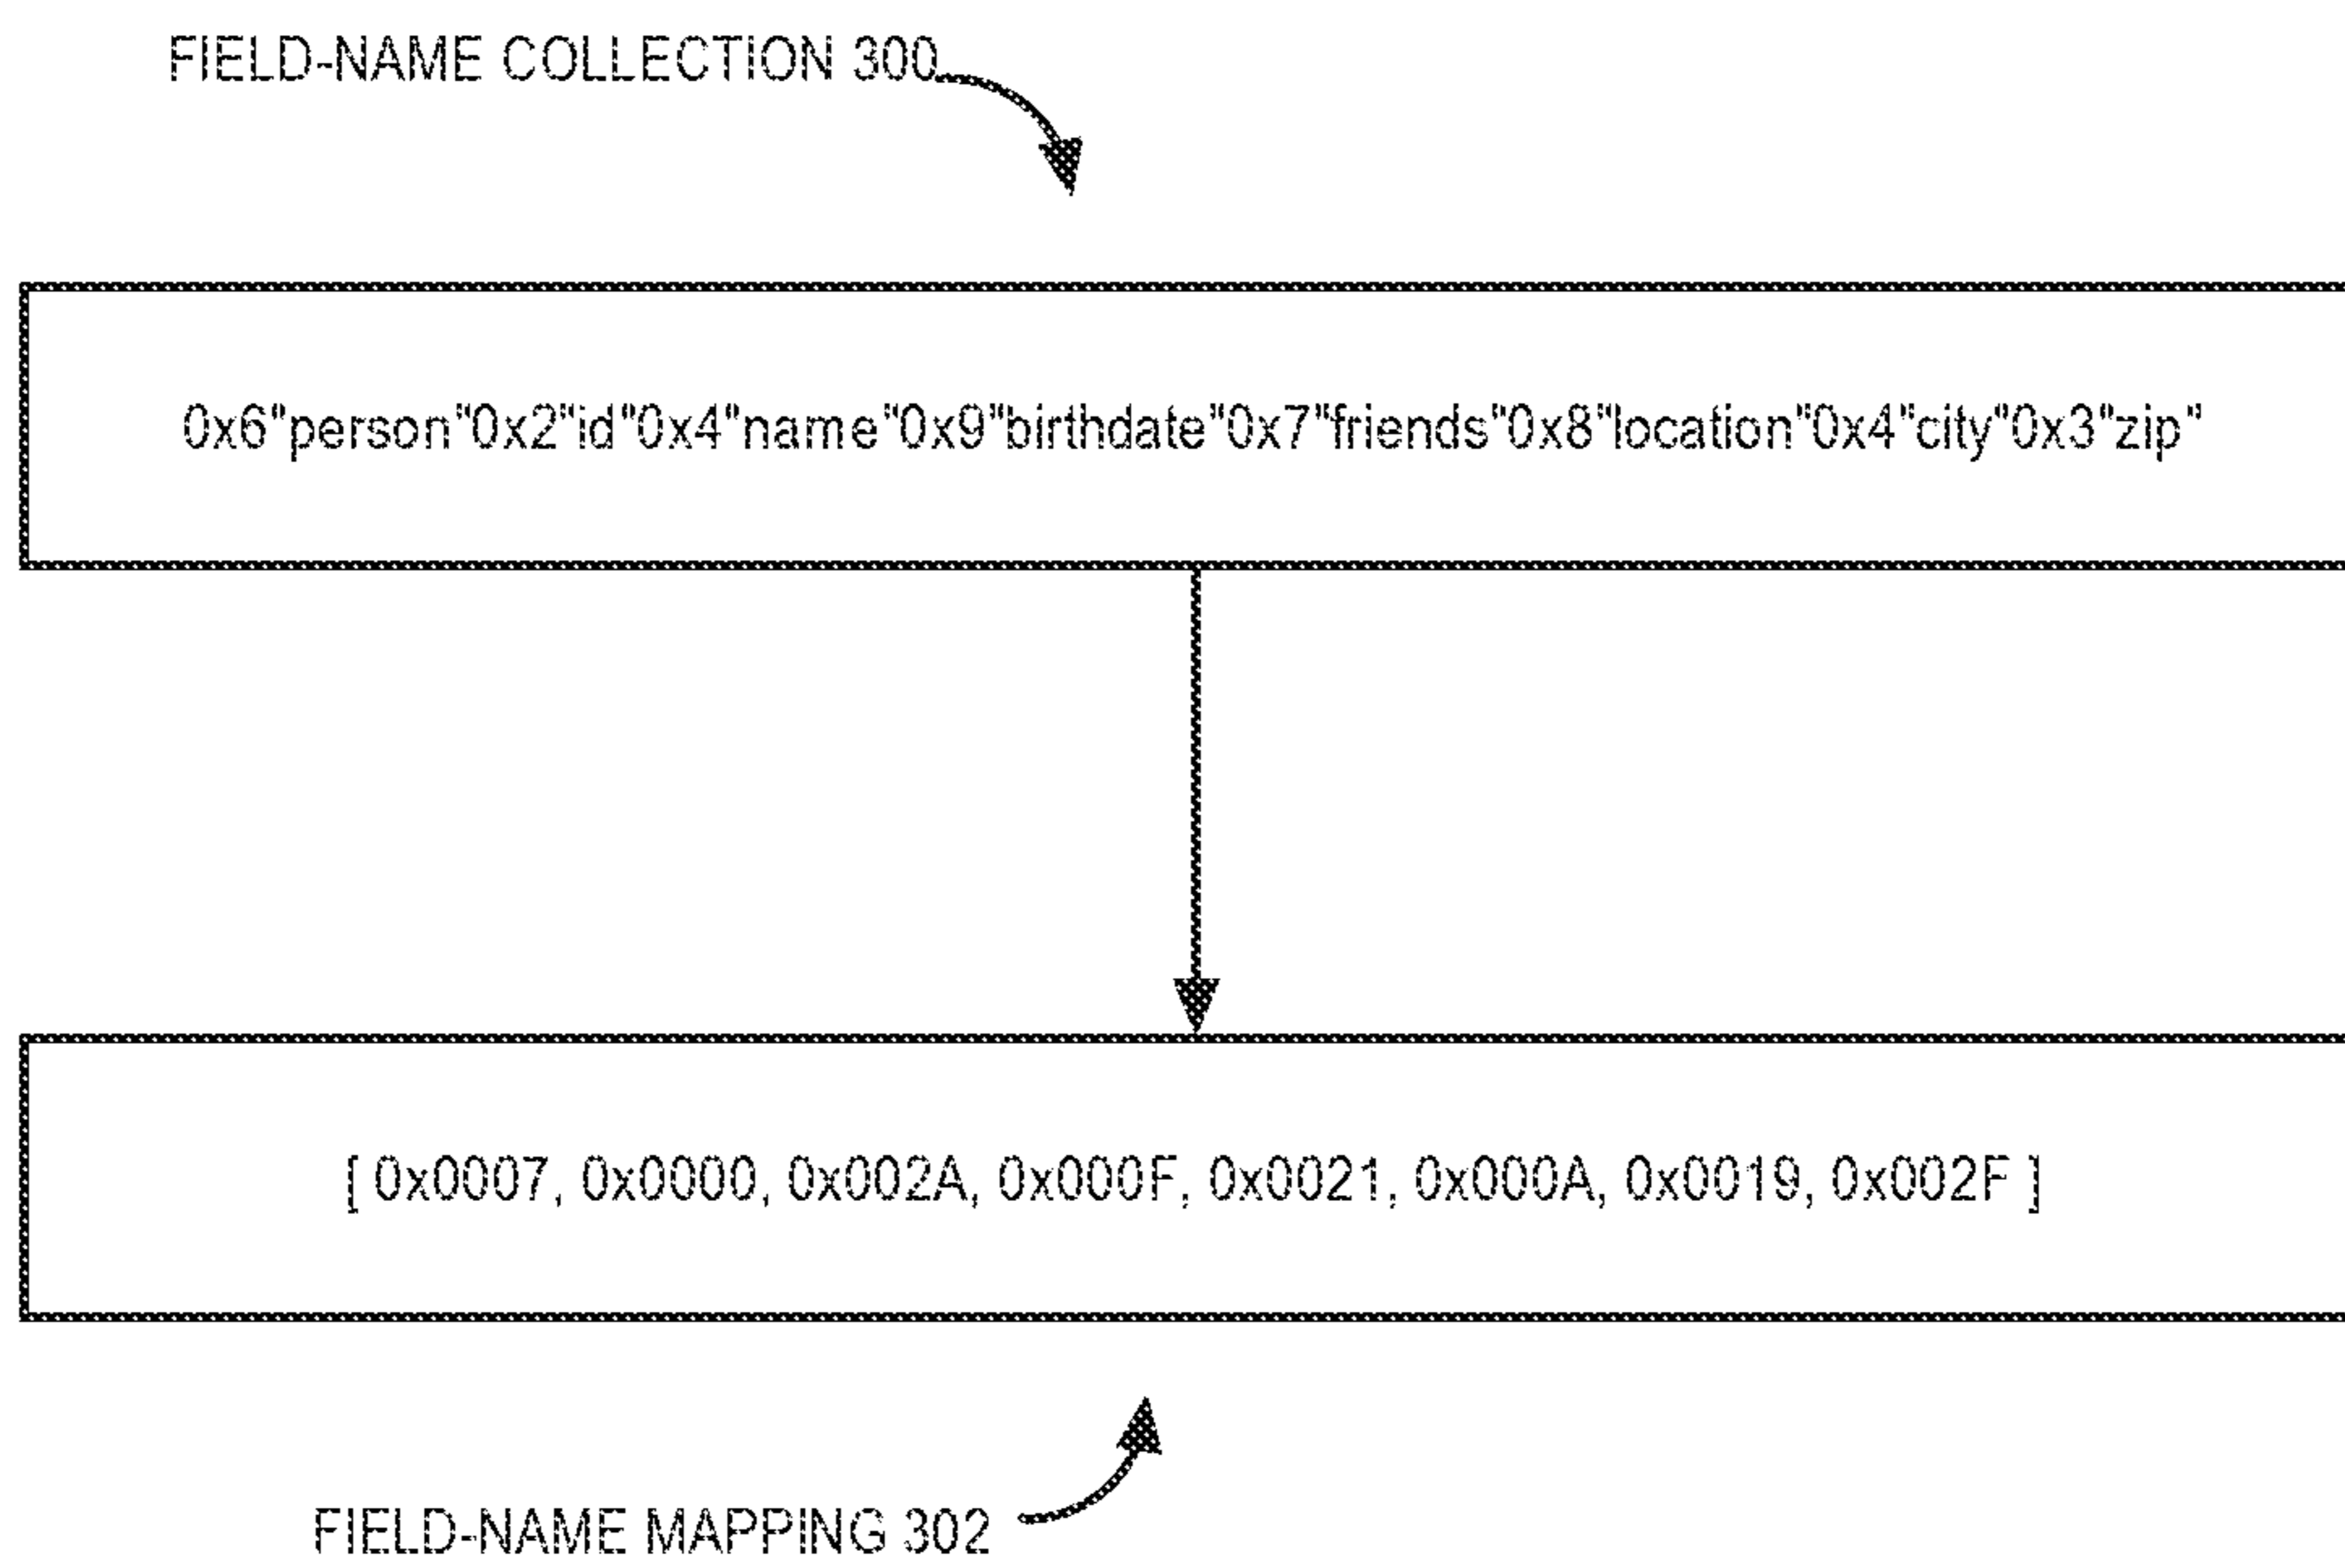 FIELD-NAME COLLECTION 300
0x6"person"0x2"id"0x4"name"0x9"birthdate"0x7"friends"0x8"location"0x4"city"0x3"zip"
[ 0x0007, 0x0000, 0x002A, 0x000F, 0x0021, 0x000A, 0x0019, 0x002F ]
FIELD-NAME MAPPING 302